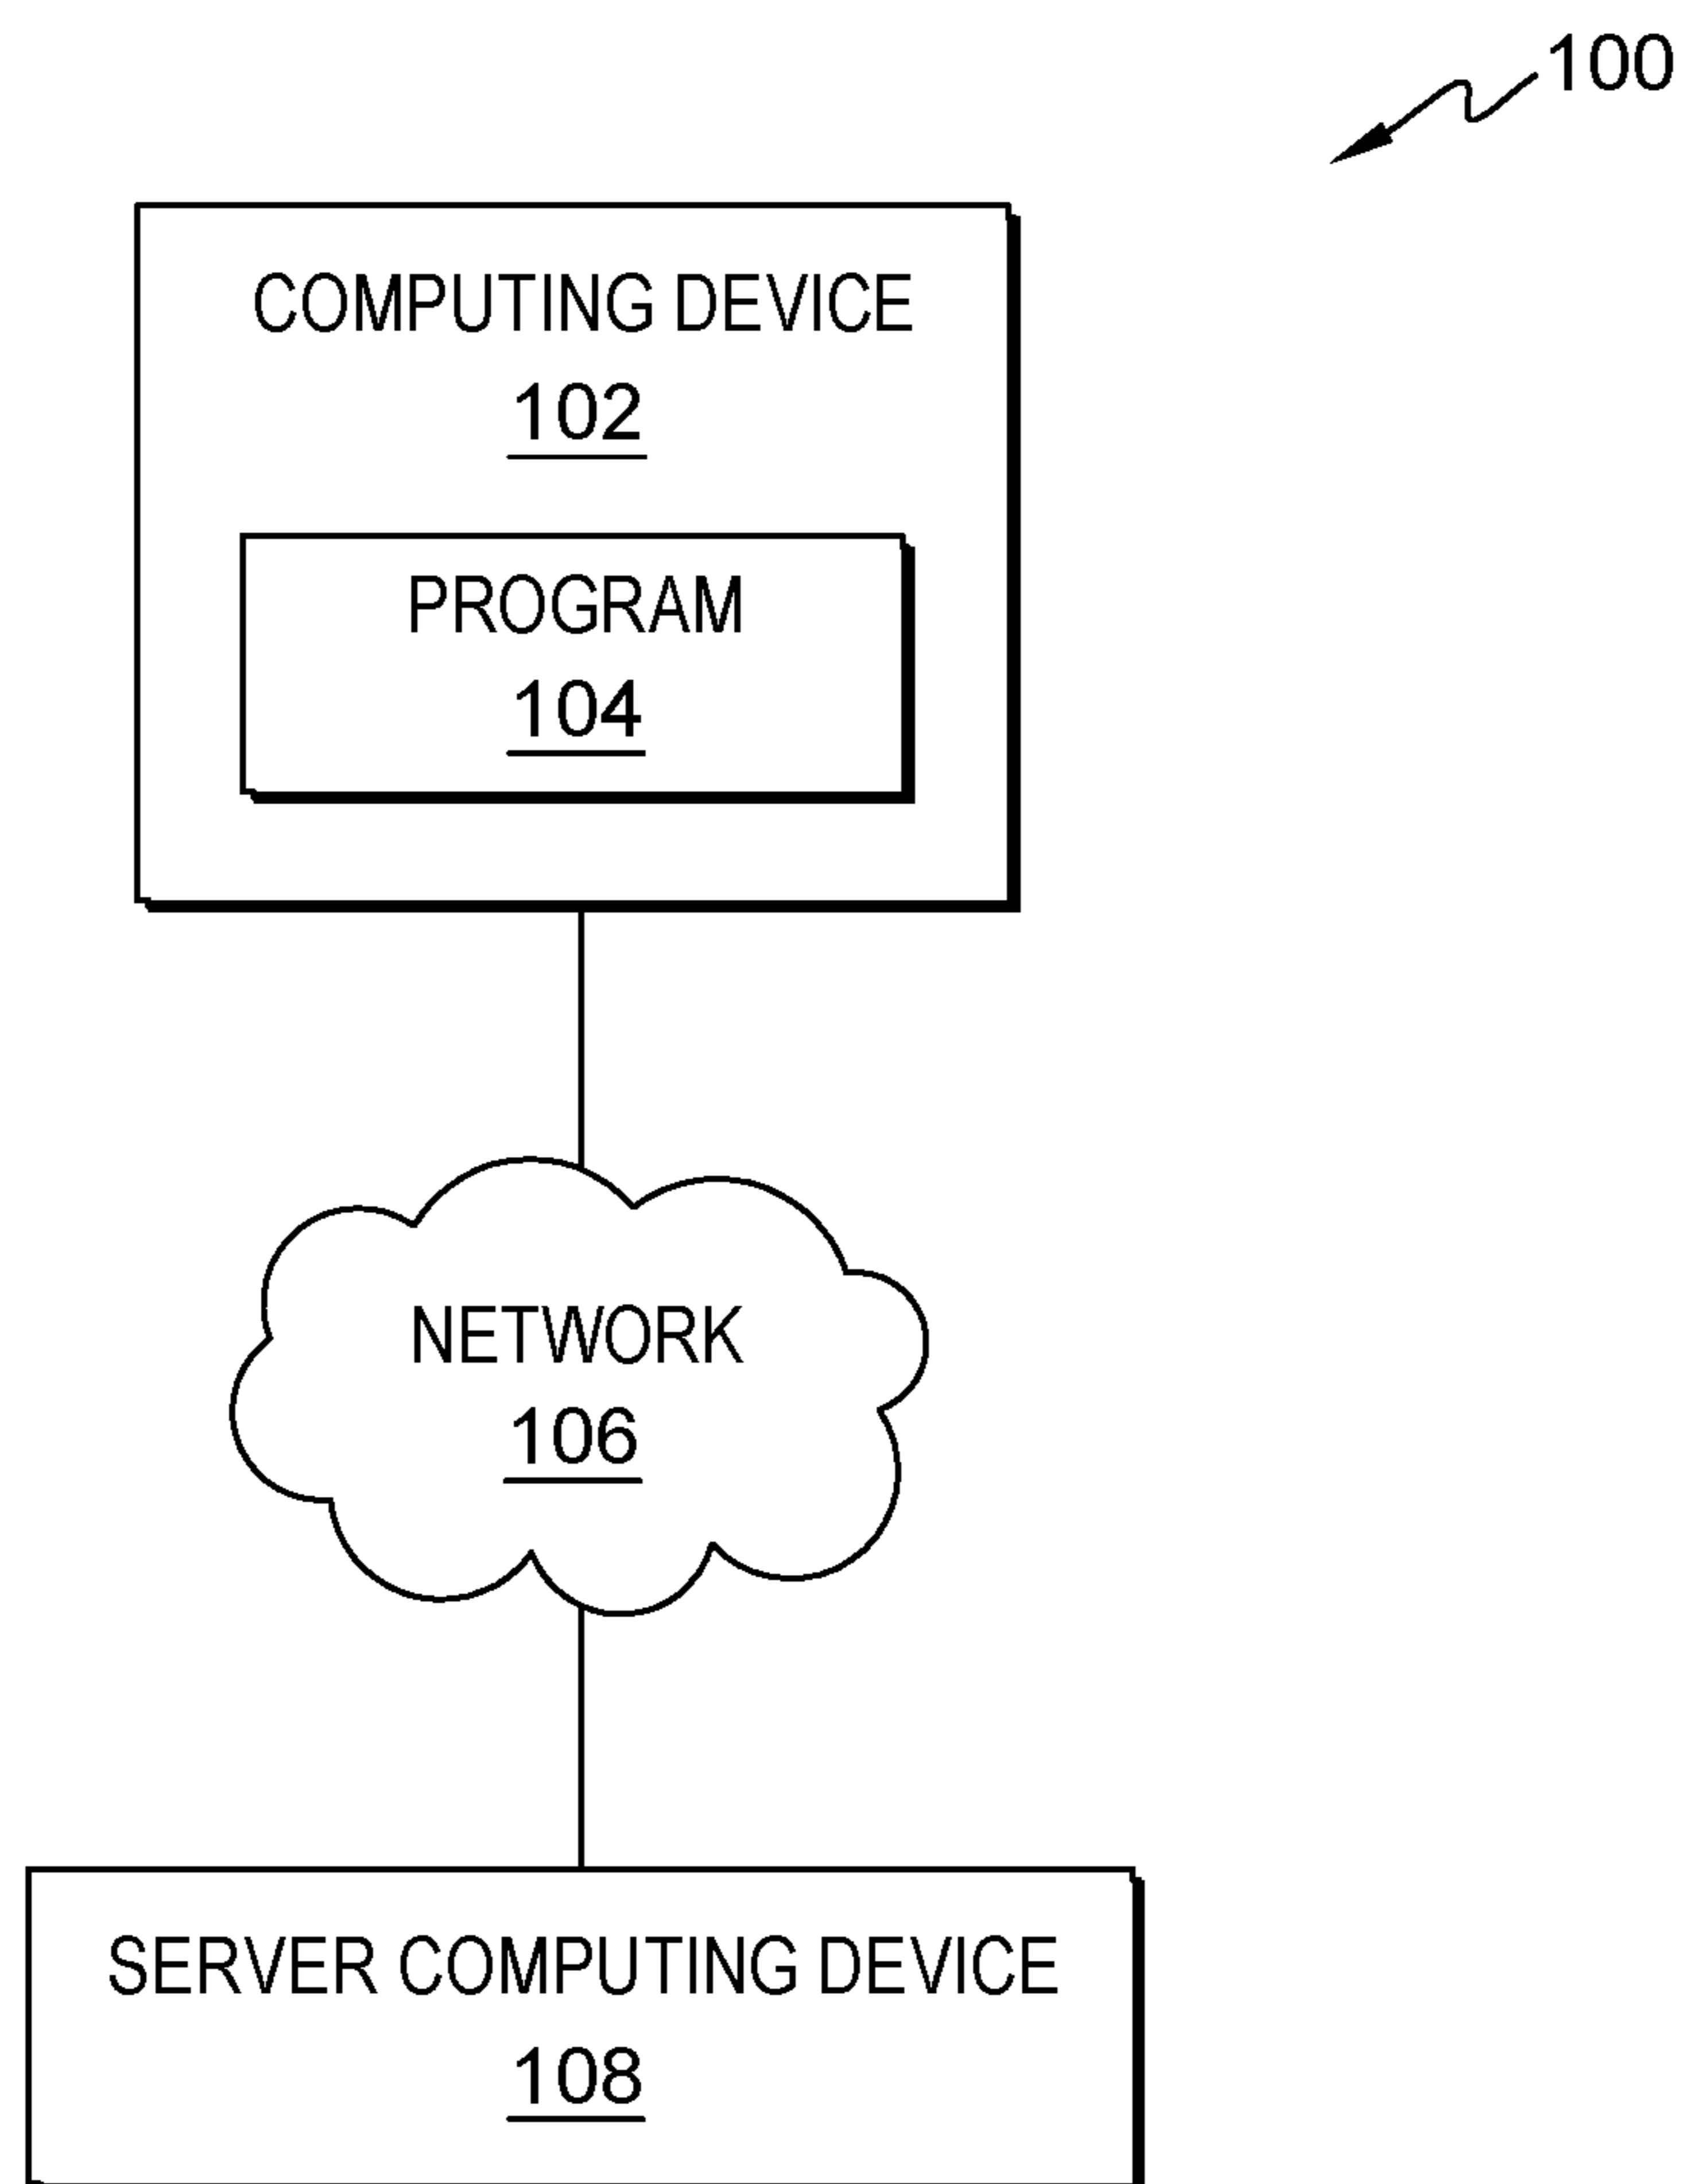 100
COMPUTING DEVICE
102
PROGRAM
104
NETWORK
106
SERVER COMPUTING DEVICE
108